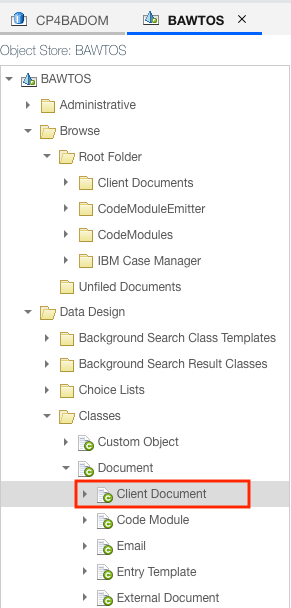 CP4BADOM
BAWTOS
Object Store: BAWTOS
BAWTOS
Administrative
Browse
Root Folder
Client Documents
CodeModuleEmitter
CodeModules
IBM Case Manager
Unfiled Documents
Data Design
Background Search Class Templates
Background Search Result Classes
Choice Lists
Classes
Custom Object
Document
Client Document
Code Module
Email
Entry Template
External Document